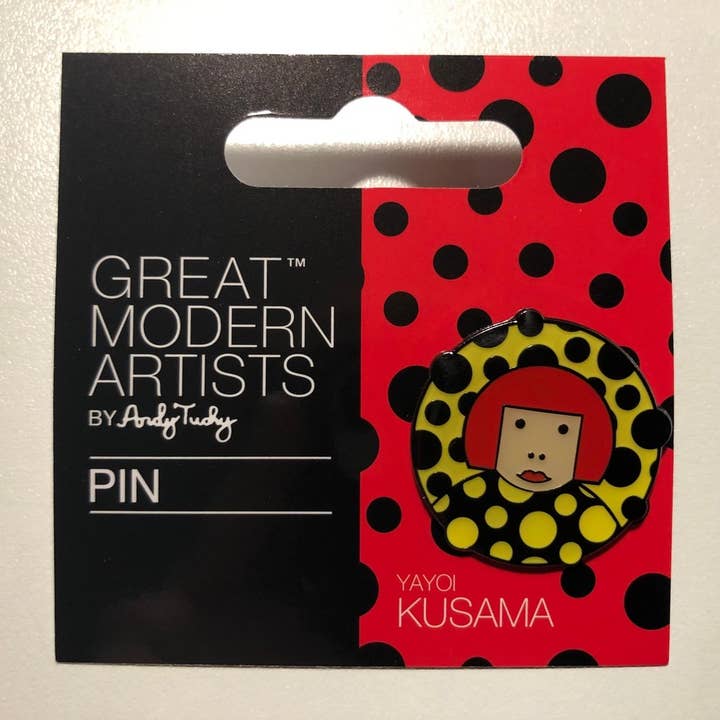 GREAT™
MODERN
ARTISTS
BY Andy Tuohy
PIN
YAYOI
KUSAMA